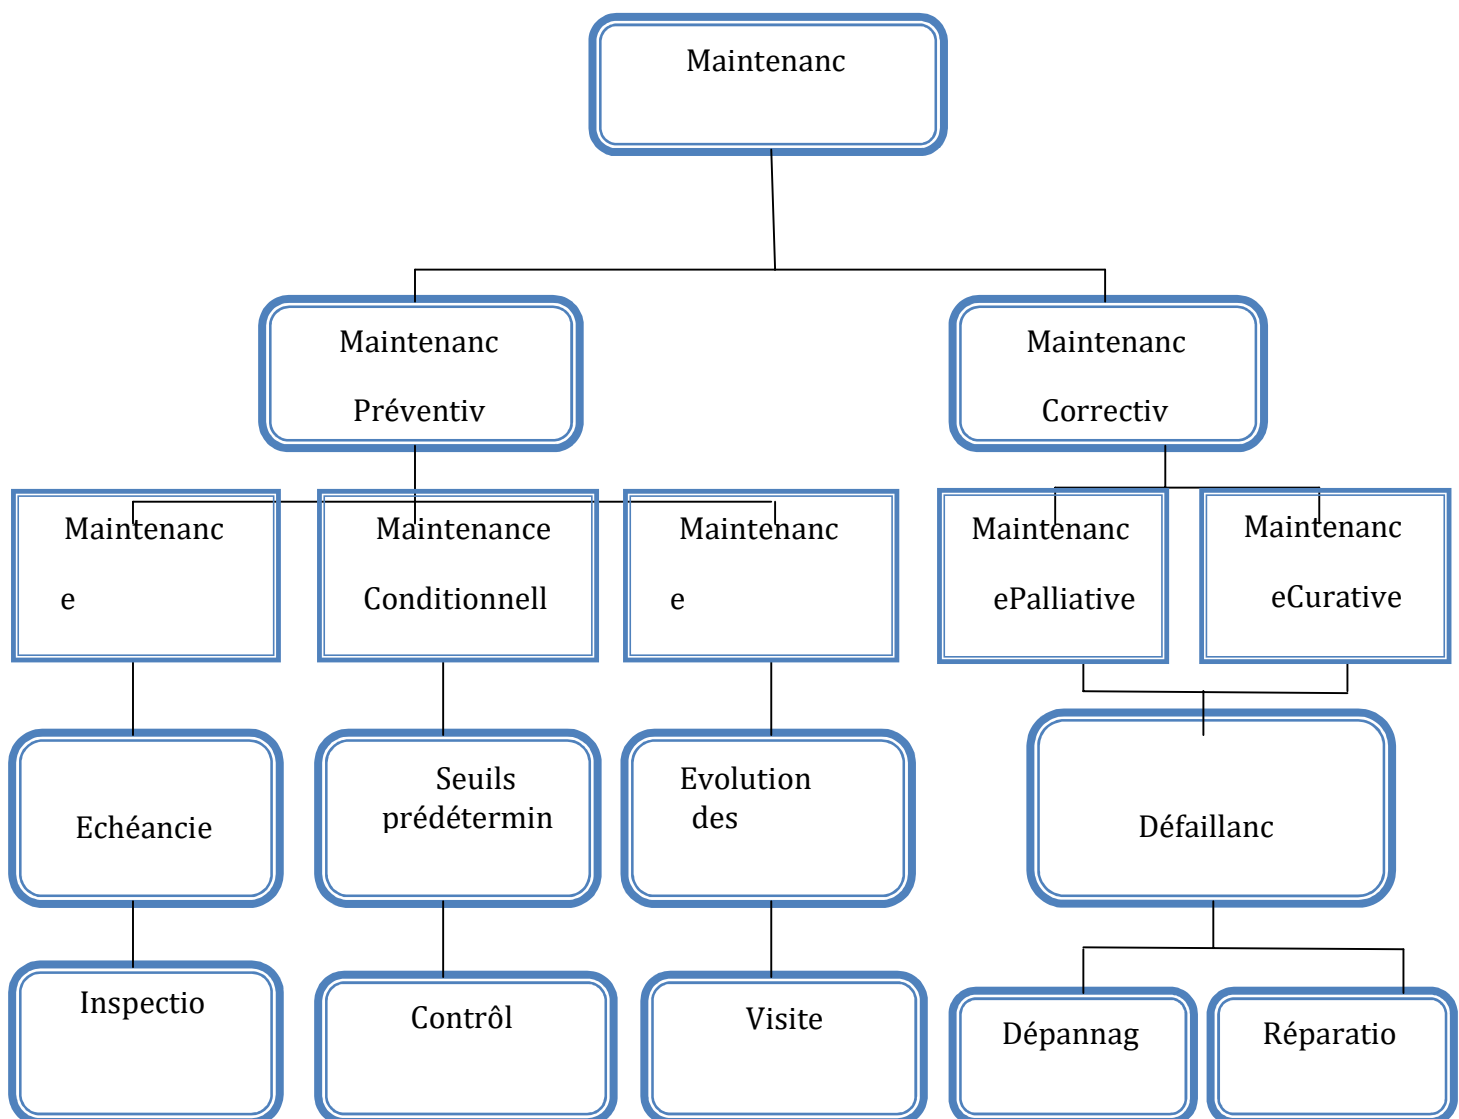 Maintenanc
Maintenanc
Préventiv
Maintenanc
Correctiv
Maintenanc
e
Maintenance
Conditionnell
Maintenanc
e
Maintenanc
ePalliative
Maintenanc
eCurative
Echéancie
Seuils
prédétermin
Evolution
des
Défaillanc
Inspectio
Contrôl
Visite
Dépannag
Réparatio